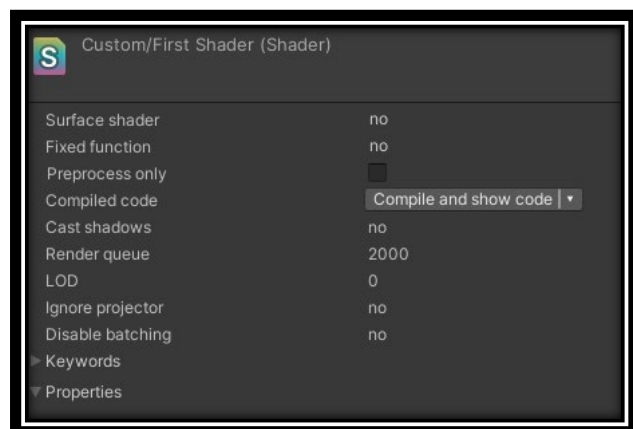 Custom/First Shader (Shader)
S
Surface shader no
Fixed function no
Preprocess only
Compiled code Compile and show code
Cast shadows no
Render queue 2000
LOD 0
Ignore projector no
Disable batching no
Keywords
Properties